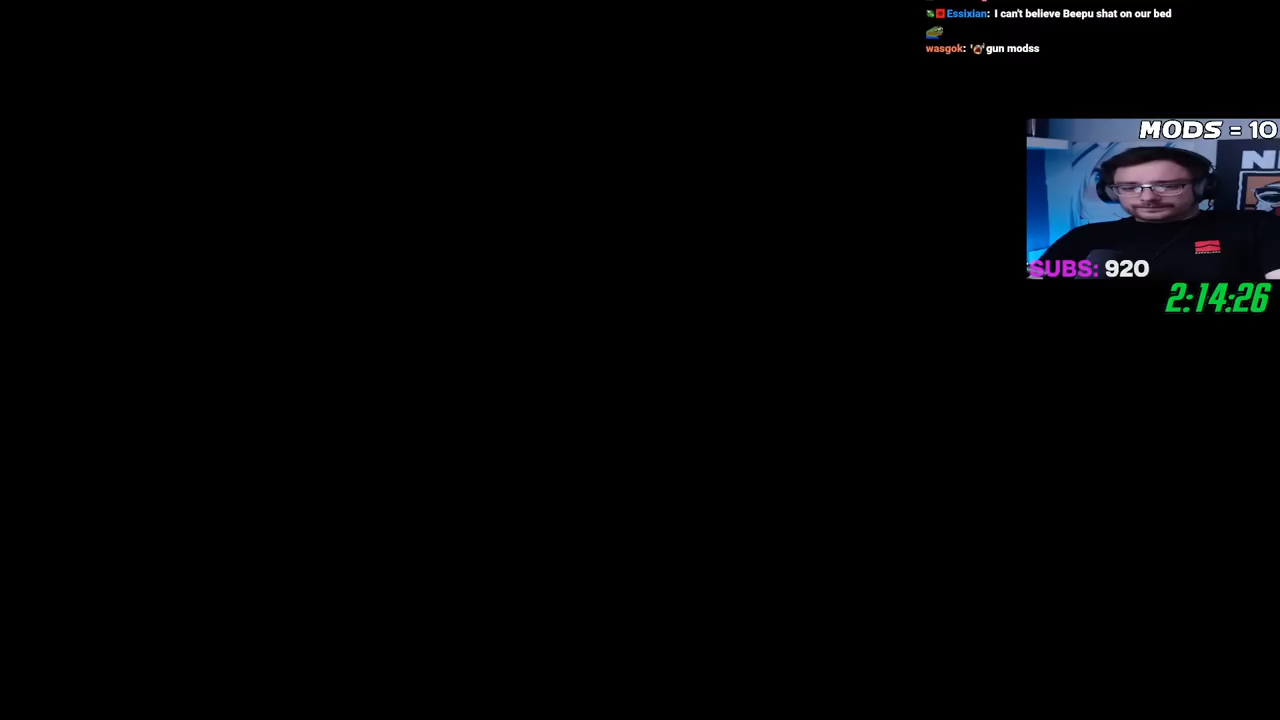 Essixian: I can't believe Beepu shat on our bed
wasgok: gun modss
MODS = 10
SUBS: 920
2:14:26